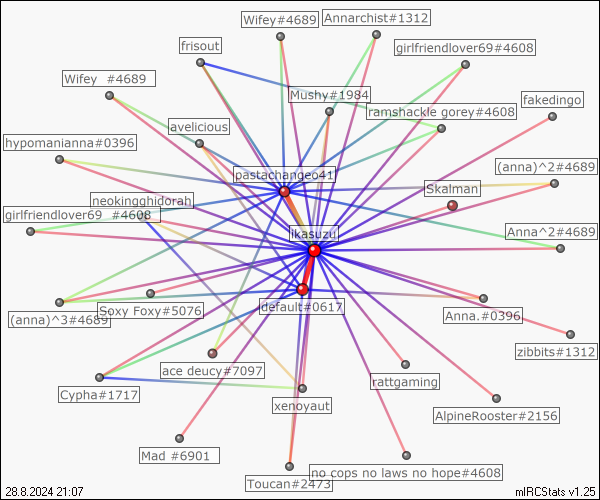 Wifey#4689
Annarchist#1312
frisout
girlfriendlover69#4608
Wifey  #4689
Mushy#1984
fakedingo
ramshackle gorey#4608
avelicious
hypomanianna#0396
(anna)^2#4689
pastachangeo41
Skalman
neokingghidorah
girlfriendlover69  #4608
ikasuzu
Anna^2#4689
default#0617
Soxy Foxy#5076
(anna)^3#4689
Anna.#0396
zibbits#1312
ace deucy#7097
rattgaming
Cypha#1717
xenoyaut
AlpineRooster#2156
Mad #6901
no cops no laws no hope#4608
Toucan#2473
28.8.2024 21:07
mIRCStats v1.25